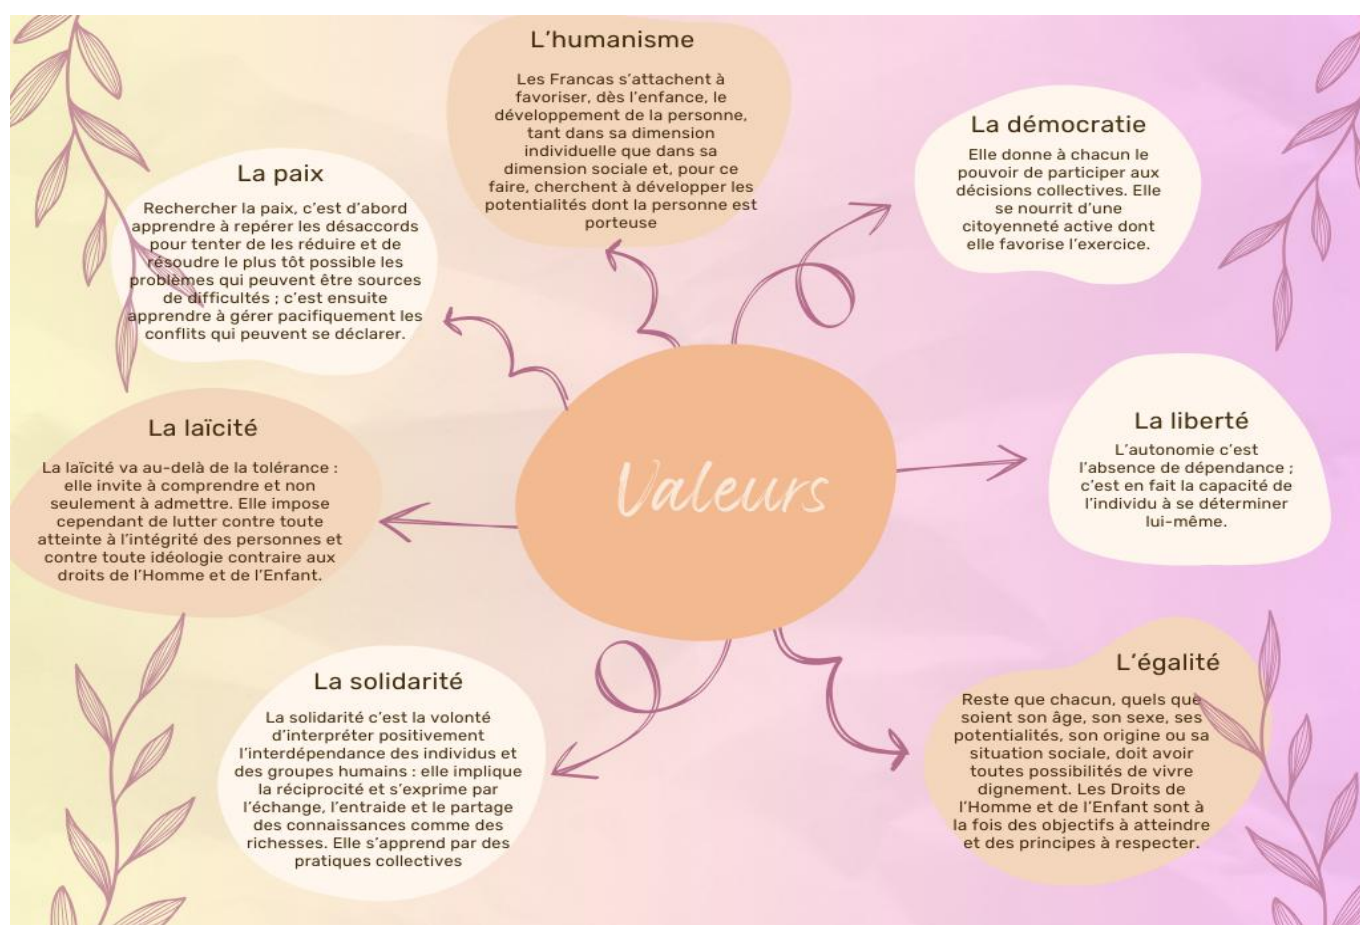 L'humanisme
Les Francas s'attachent à
favoriser, dès l'enfance, le
développement de la personne,
tant dans sa dimension
individuelle que dans sa
dimension sociale et, pour ce
faire, cherchent à développer les
potentialités dont la personne est
porteuse
La démocratie
Elle donne à chacun le
pouvoir de participer aux
décisions collectives. Elle
se nourrit d'une
citoyenneté active dont
elle favorise l'exercice.
La paix
Rechercher la paix, c'est d'abord
apprendre à repérer les désaccords
pour tenter de les réduire et de
résoudre le plus tôt possible les
problèmes qui peuvent être sources
de difficultés ; c'est ensuite
apprendre à gérer pacifiquement les
conflits qui peuvent se déclarer.
La laïcité
La laïcité va au-delà de la tolérance :
elle invite à comprendre et non
seulement à admettre. Elle impose
cependant de lutter contre toute
atteinte à l'intégrité des personnes et
contre toute idéologie contraire aux
droits de l'Homme et de l'Enfant.
Valeurs
La liberté
L'autonomie c'est
l'absence de dépendance ;
c'est en fait la capacité de
l'individu à se déterminer
lui-même.
La solidarité
La solidarité c'est la volonté
d'interpréter positivement
l'interdépendance des individus et
des groupes humains : elle implique
la réciprocité et s'exprime par
l'échange, l'entraide et le partage
des connaissances comme des
richesses. Elle s'apprend par des
pratiques collectives
L'égalité
Reste que chacun, quels que
soient son âge, son sexe, ses
potentialités, son origine ou sa
situation sociale, doit avoir
toutes possibilités de vivre
dignement. Les Droits de
l'Homme et de l'Enfant sont à
la fois des objectifs à atteindre
et des principes à respecter.